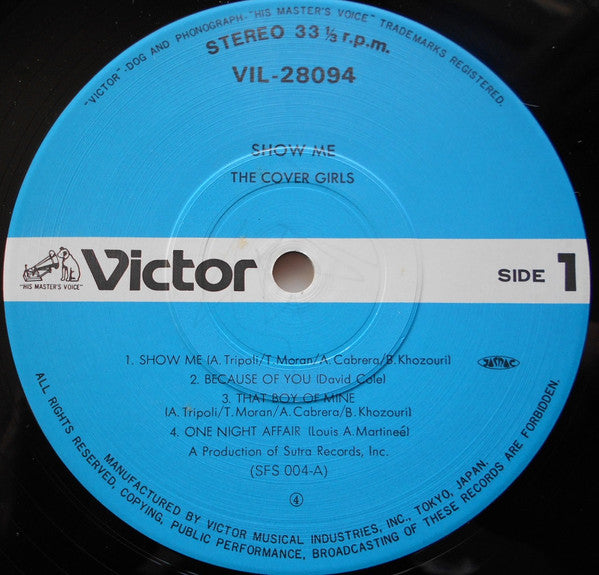 "VICTOR"-DOG AND PHONOGRAPH-"HIS MASTER'S VOICE" TRADEMARKS REGISTERED.
STEREO 33 ⅓ r.p.m.
VIL-28094
SHOW ME
THE COVER GIRLS
"HIS MASTER'S VOICE"
Victor
SIDE 1
1. SHOW ME (A. Tripoli/T. Moran/A. Cabrera/B. Khozouri)
2. BECAUSE OF YOU (David Cole)
3. THAT BOY OF MINE
(A. Tripoli/T. Moran/A. Cabrera/B. Khozouri)
4. ONE NIGHT AFFAIR (Louis A. Martineé)
JASRAC
A Production of Sutra Records, Inc.
(SFS 004-A)
④
MANUFACTURED BY VICTOR MUSICAL INDUSTRIES, INC., TOKYO, JAPAN.
ALL RIGHTS RESERVED, COPYING, PUBLIC PERFORMANCE, BROADCASTING OF THESE RECORDS ARE FORBIDDEN.